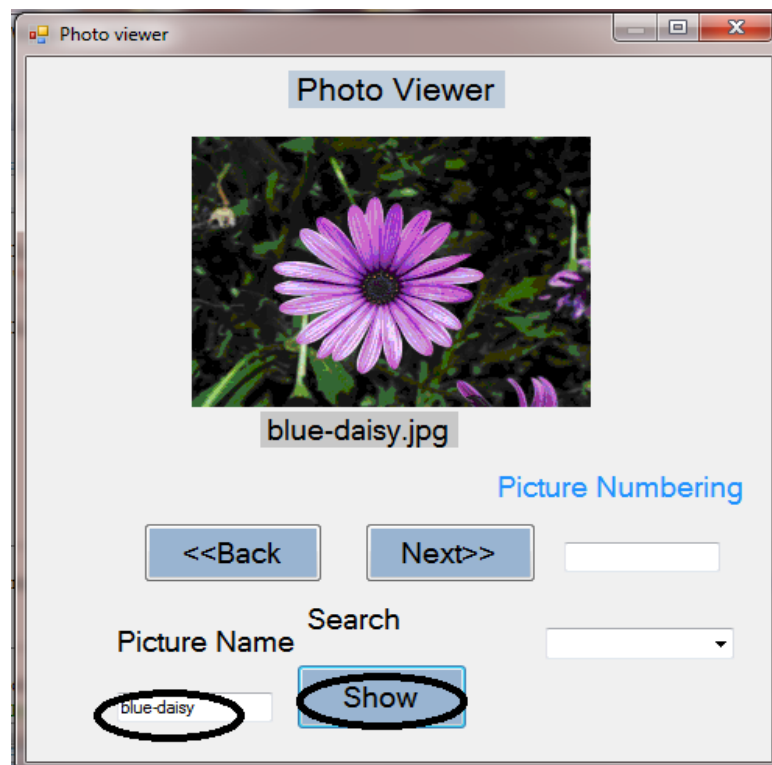 Photo viewer
Photo Viewer
blue-daisy.jpg
Picture Numbering
<<Back
Next>>
Search
Picture Name
blue-daisy
Show